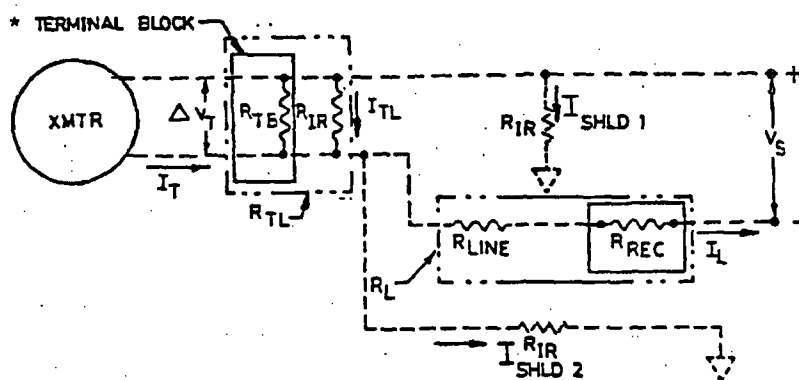 * TERMINAL BLOCK
XMTR
Δ V_T
R_TB
R_IR
I_TL
R_IR
I_SHLD 1
V_S
+
I_T
R_TL
R_LINE
R_REC
I_L
-
R_L
R_IR
I_SHLD 2